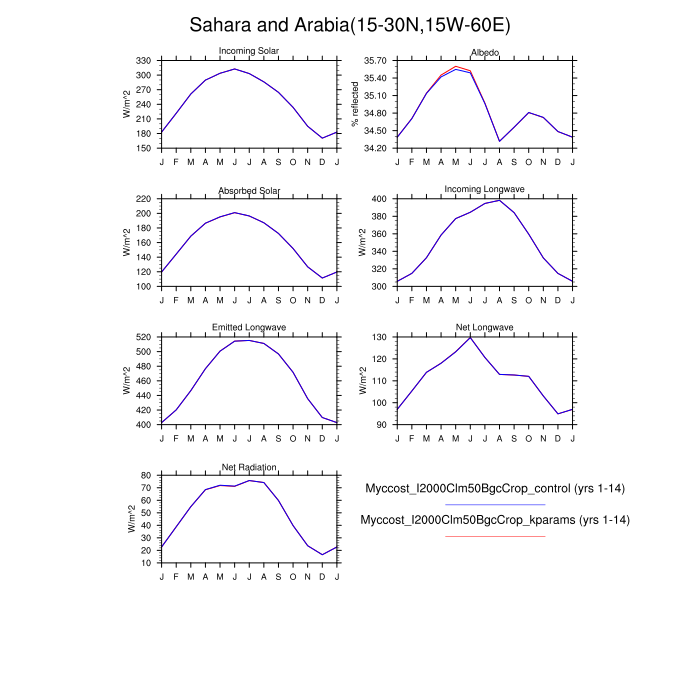 Sahara and Arabia(15-30N,15W-60E)
Incoming Solar
W/m^2
330
300
270
240
210
180
150
J F M A M J J A S O N D J
Albedo
% reflected
35.70
35.40
35.10
34.80
34.50
34.20
J F M A M J J A S O N D J
Absorbed Solar
W/m^2
220
200
180
160
140
120
100
J F M A M J J A S O N D J
Incoming Longwave
W/m^2
400
380
360
340
320
300
J F M A M J J A S O N D J
Emitted Longwave
W/m^2
520
500
480
460
440
420
400
J F M A M J J A S O N D J
Net Longwave
W/m^2
130
120
110
100
90
J F M A M J J A S O N D J
Net Radiation
W/m^2
80
70
60
50
40
30
20
10
J F M A M J J A S O N D J
Myccost_I2000Clm50BgcCrop_control (yrs 1-14)
Myccost_I2000Clm50BgcCrop_kparams (yrs 1-14)